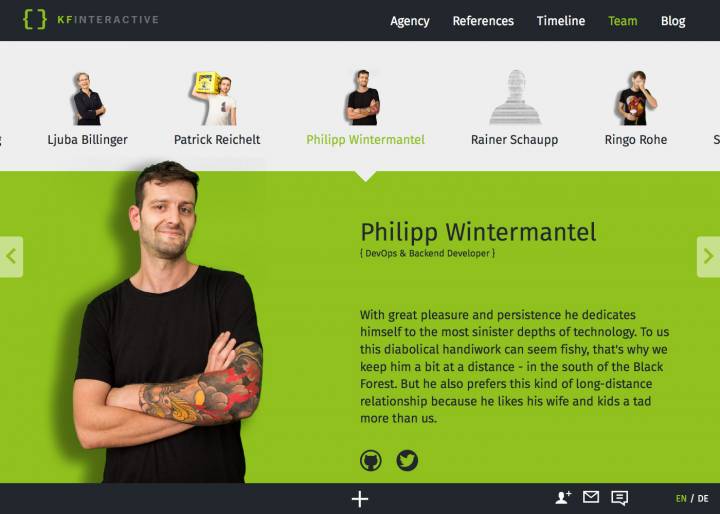 { } KFINTERACTIVE
Agency References Timeline Team Blog
Ljuba Billinger Patrick Reichelt Philipp Wintermantel Rainer Schaupp Ringo Rohe S
Philipp Wintermantel
{ DevOps & Backend Developer }
With great pleasure and persistence he dedicates
himself to the most sinister depths of technology. To us
this diabolical handiwork can seem fishy, that's why we
keep him a bit at a distance - in the south of the Black
Forest. But he also prefers this kind of long-distance
relationship because he likes his wife and kids a tad
more than us.
EN / DE